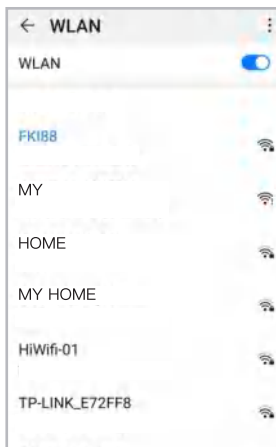 WLAN
WLAN
FKI88
MY
HOME
MY HOME
HiWifi-01
TP-LINK_E72FF8